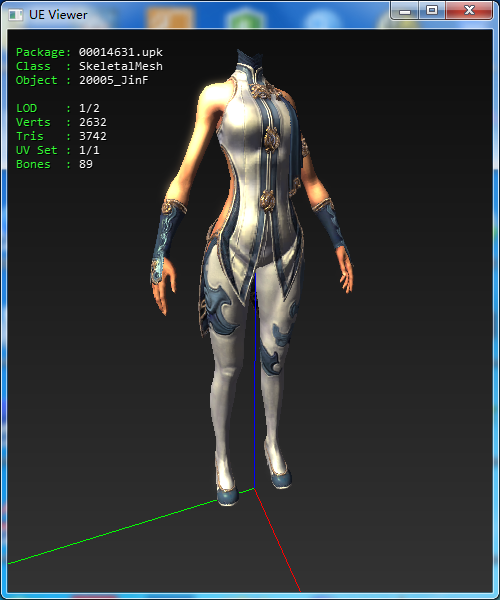 UE Viewer
Package: 00014631.upk
Class : SkeletalMesh
Object : 20005_JinF
LOD : 1/2
Verts : 2632
Tris : 3742
UV Set : 1/1
Bones : 89